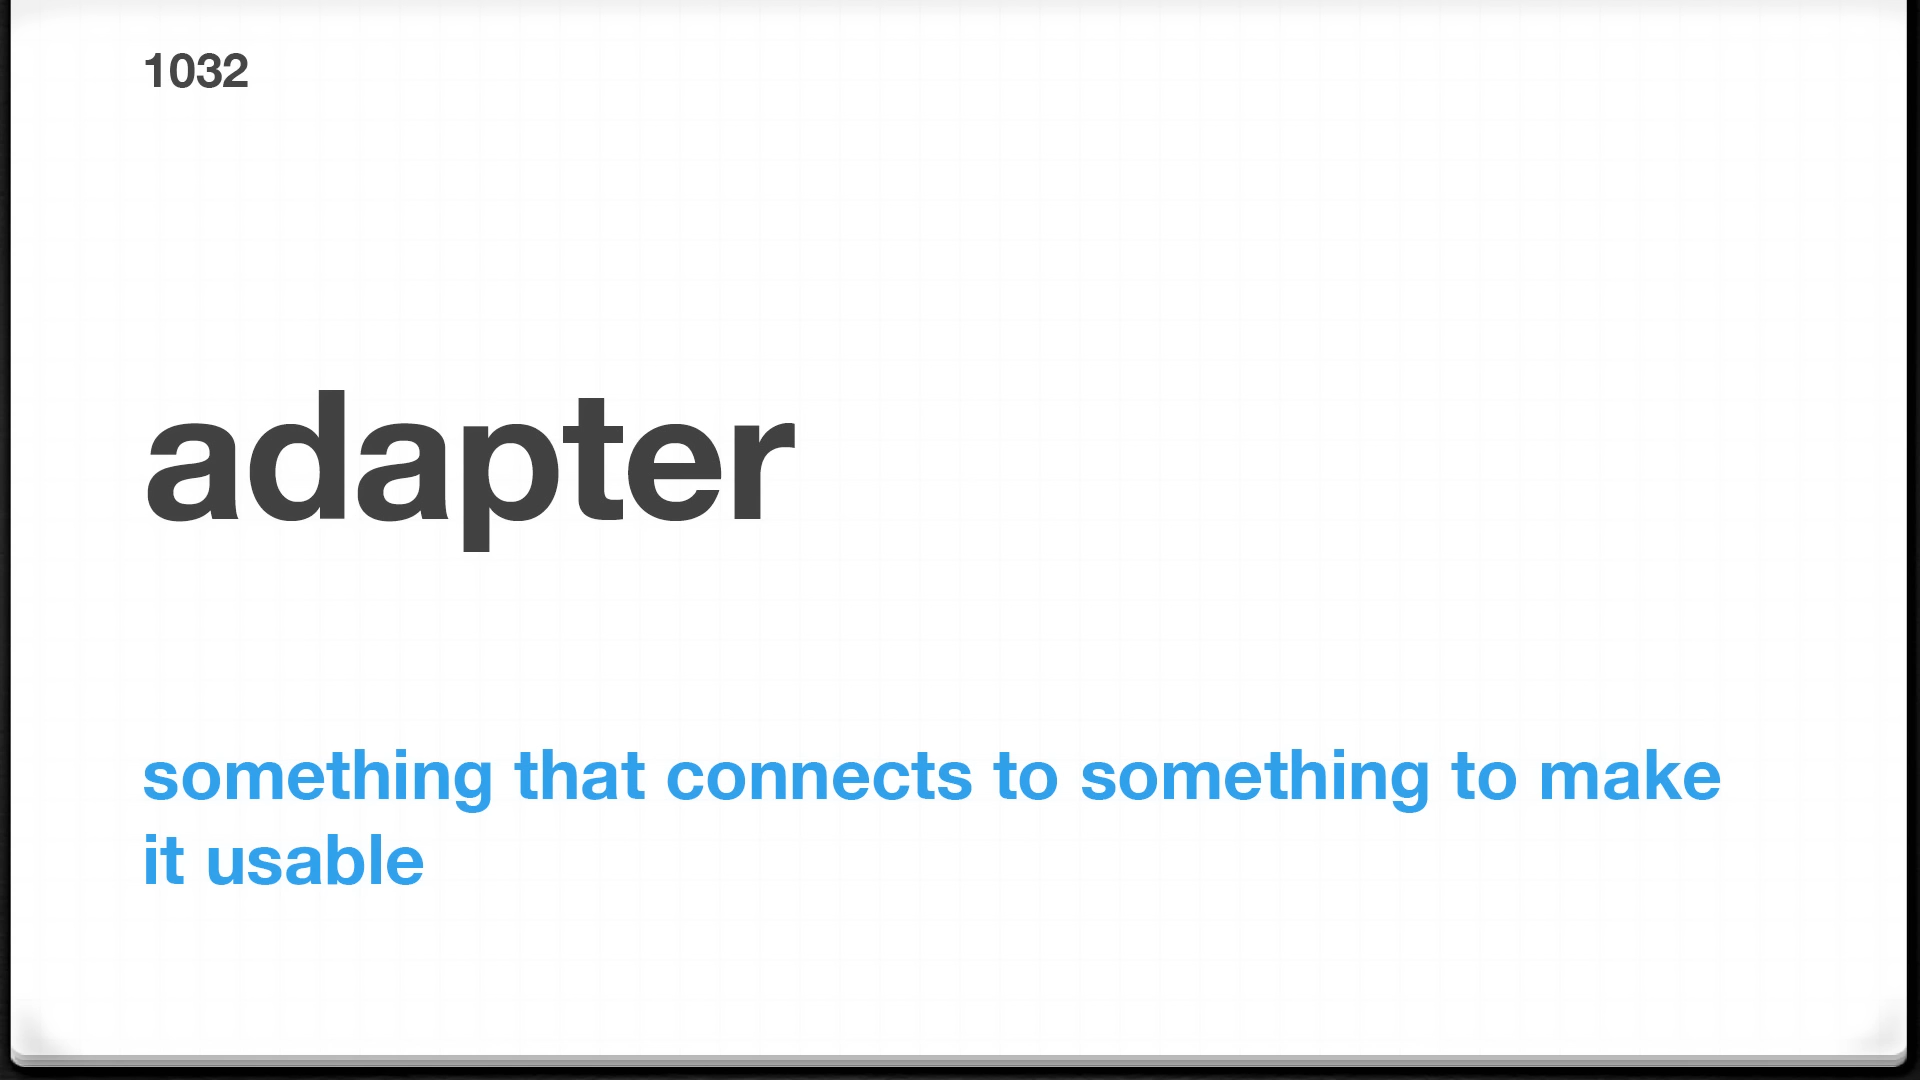 1032
adapter
something that connects to something to make
it usable